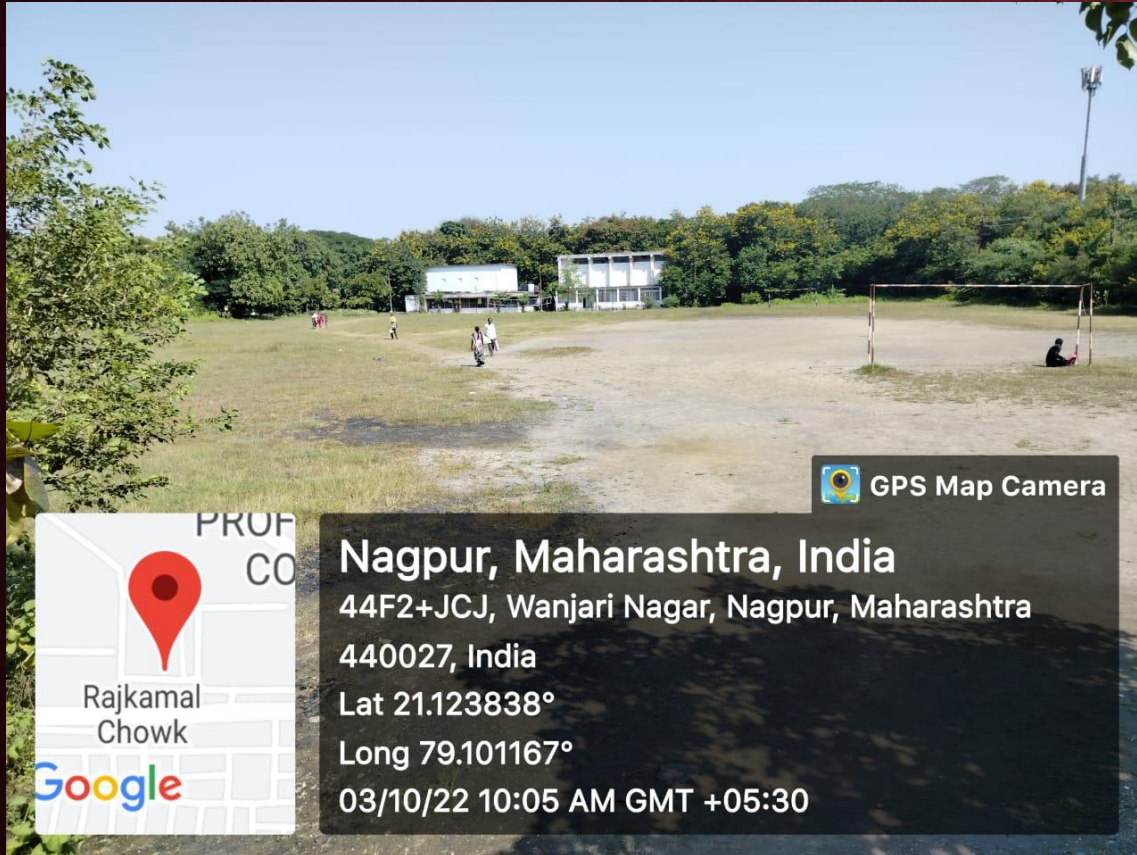 GPS Map Camera
PROF
CO
Rajkamal
Chowk
Google
Nagpur, Maharashtra, India
44F2+JCJ, Wanjari Nagar, Nagpur, Maharashtra
440027, India
Lat 21.123838°
Long 79.101167°
03/10/22 10:05 AM GMT +05:30